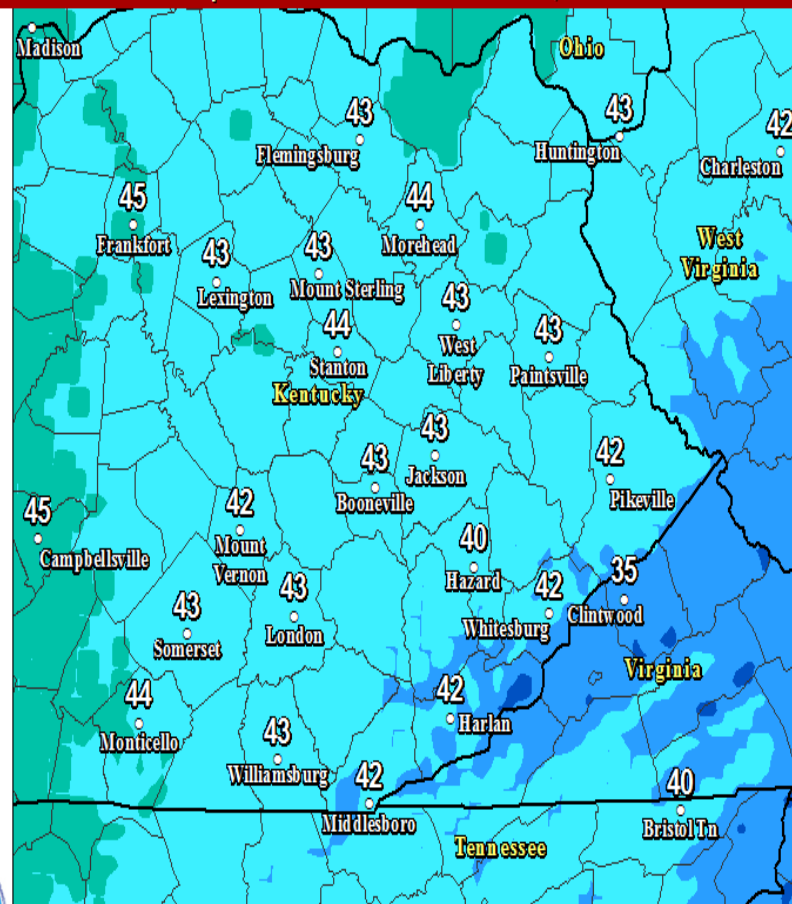 Madison
Ohio
43
Flemingsburg
43
Huntington
42
Charleston
45
Frankfort
44
Morehead
West
Virginia
43
Lexington
43
Mount Sterling
43
West
Liberty
44
Stanton
43
Paintsville
Kentucky
43
Jackson
43
Booneville
42
Pikeville
45
Campbellsville
42
Mount
Vernon
40
Hazard
35
Clintwood
42
Whitesburg
43
Somerset
43
London
Virginia
44
Monticello
42
Harlan
43
Williamsburg
42
Middlesboro
40
Bristol Tn
Tennessee